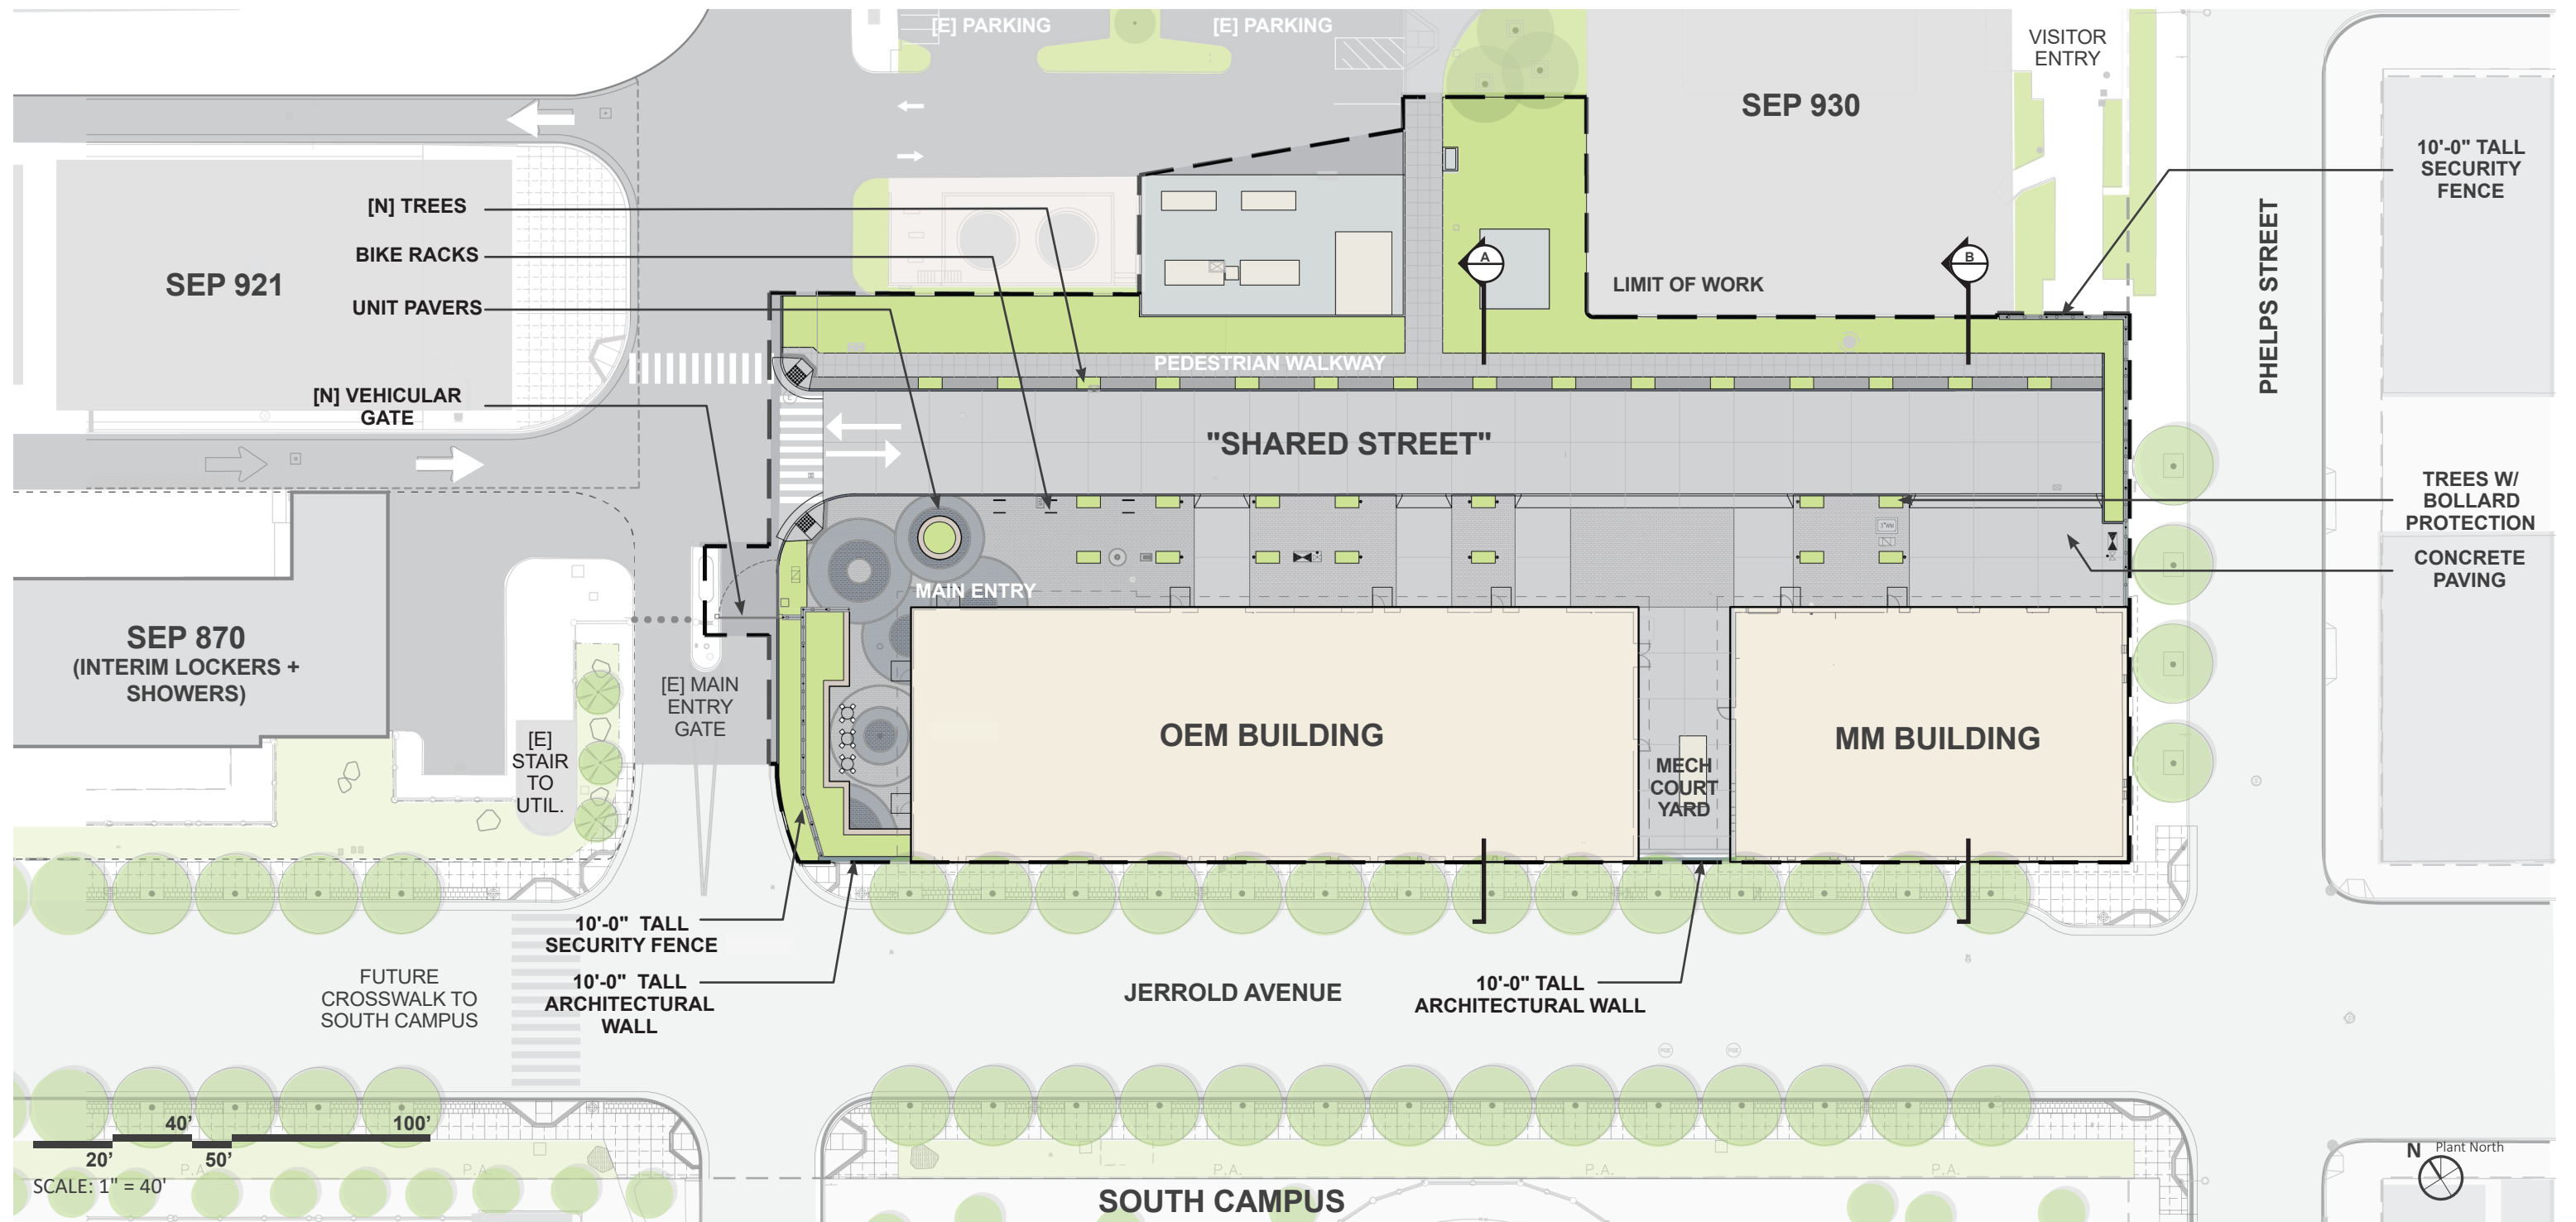 [E] PARKING
[E] PARKING
VISITOR
ENTRY
SEP 930
10'-0" TALL
SECURITY
FENCE
[N] TREES
BIKE RACKS
UNIT PAVERS
SEP 921
[N] VEHICULAR
GATE
A
B
LIMIT OF WORK
PHELPS STREET
PEDESTRIAN WALKWAY
"SHARED STREET"
TREES W/
BOLLARD
PROTECTION
CONCRETE
PAVING
MAIN ENTRY
SEP 870
(INTERIM LOCKERS +
SHOWERS)
[E] MAIN
ENTRY
GATE
[E]
STAIR
TO
UTIL.
OEM BUILDING
MECH
COURT
YARD
MM BUILDING
10'-0" TALL
SECURITY FENCE
10'-0" TALL
ARCHITECTURAL
WALL
10'-0" TALL
ARCHITECTURAL WALL
FUTURE
CROSSWALK TO
SOUTH CAMPUS
JERROLD AVENUE
40’
100’
20’
50’
SCALE: 1" = 40'
P.A.
P.A.
P.A.
P.A.
P.A.
SOUTH CAMPUS
N
Plant North